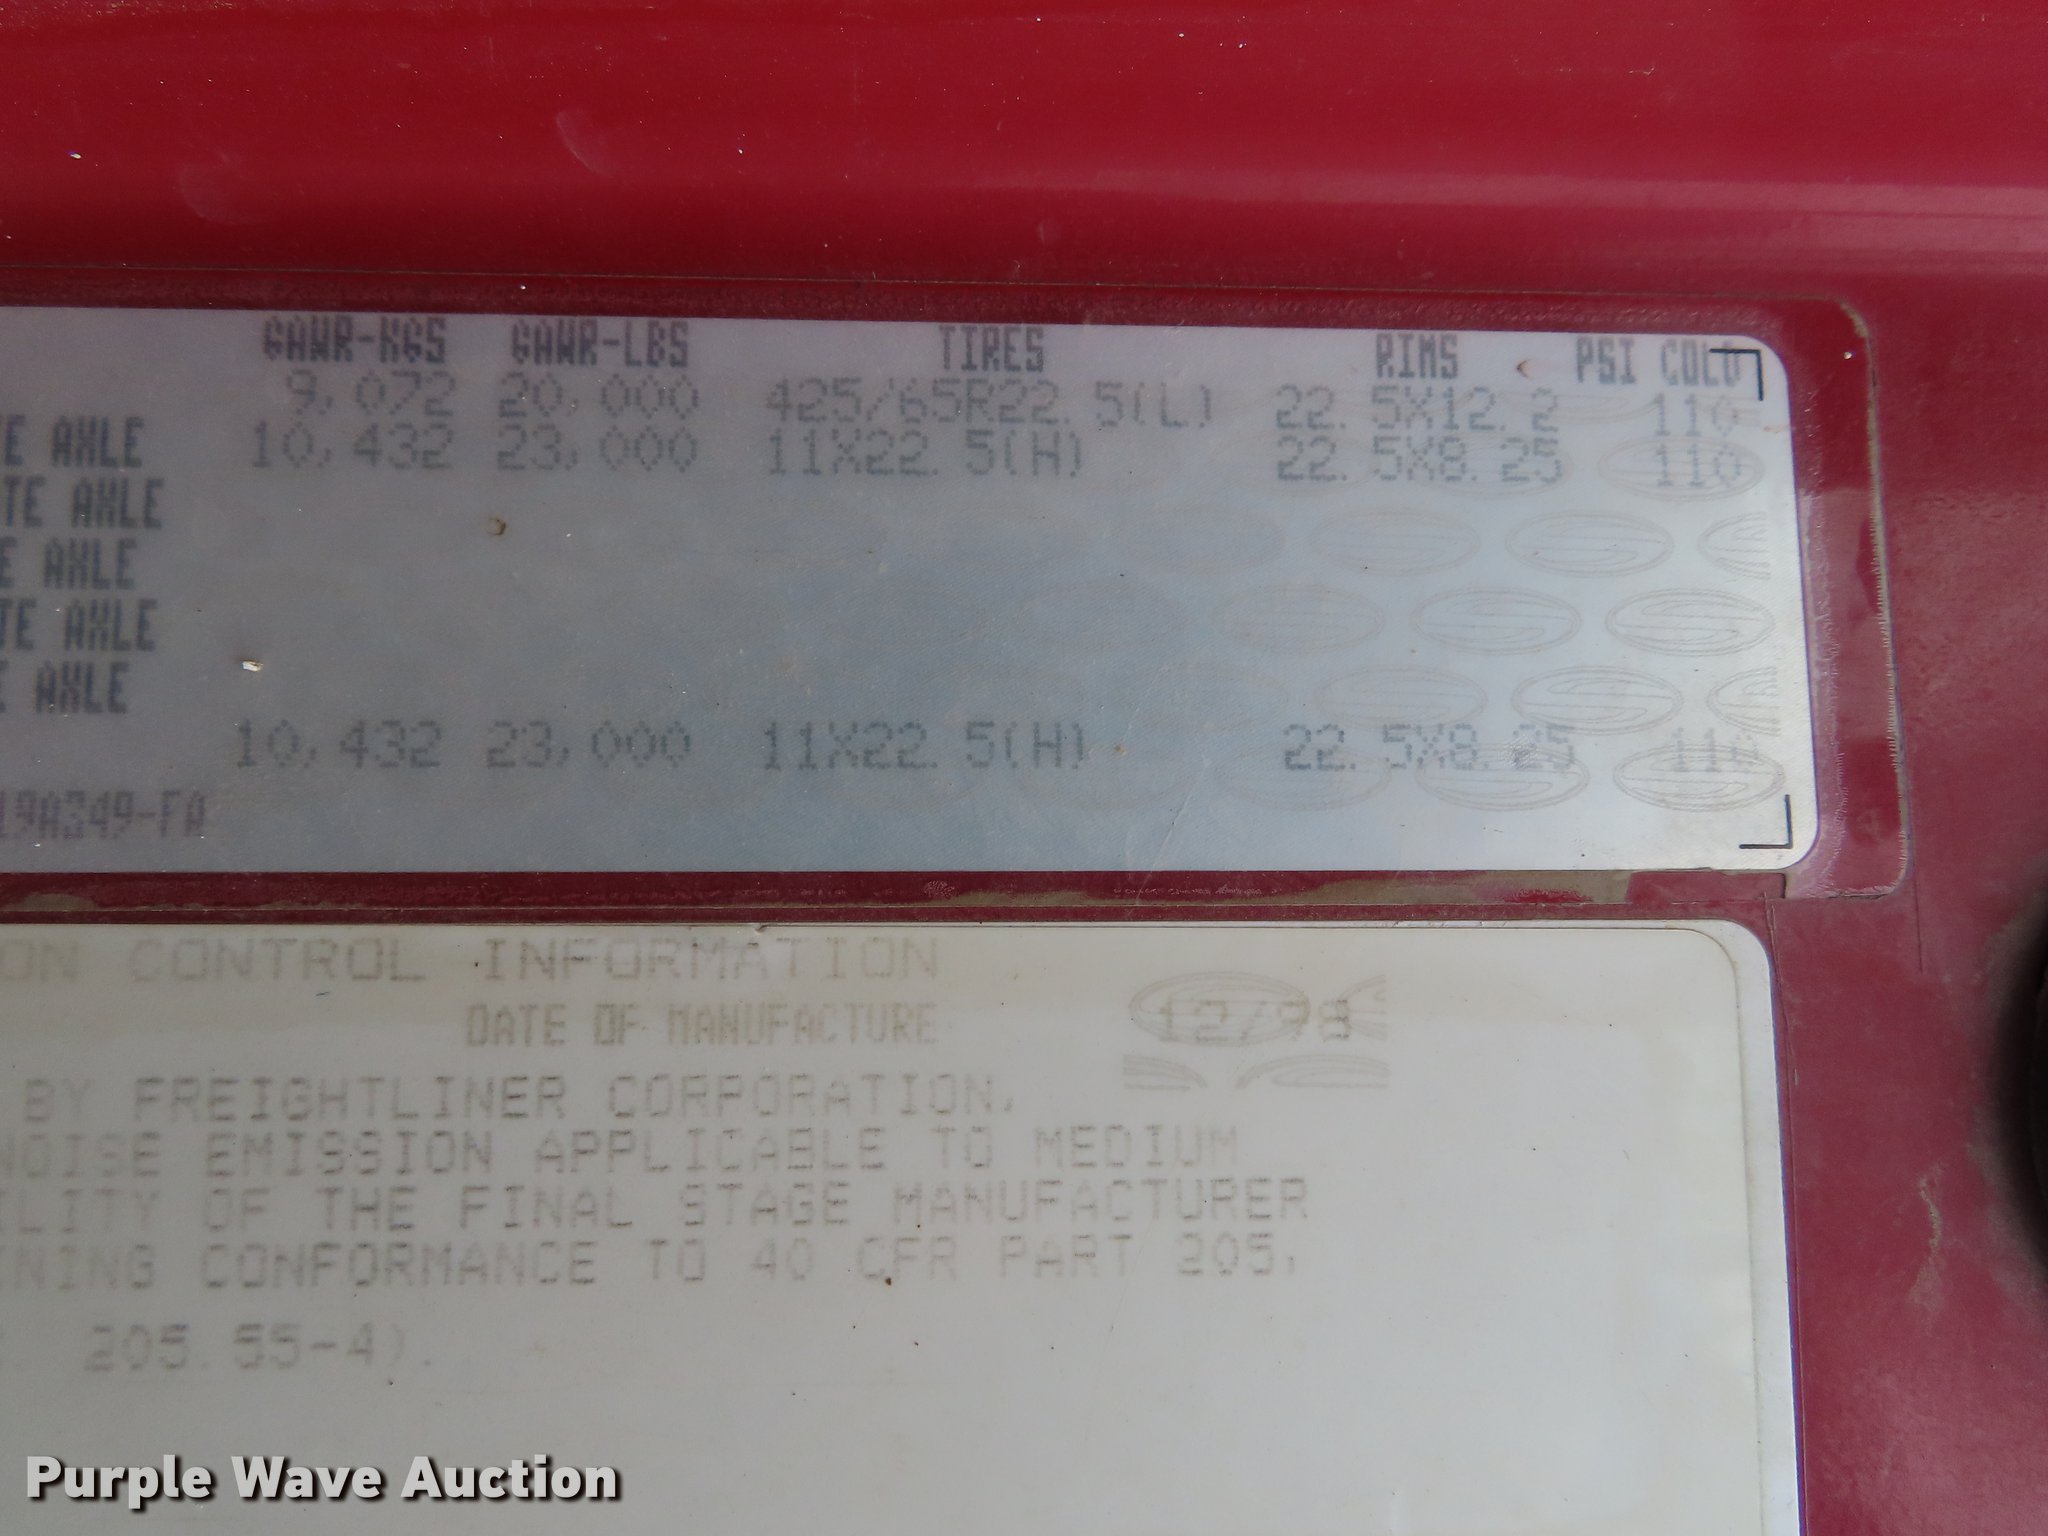 GAWR-KGS GAWR-LBS TIRES RIMS PSI COLD
9,072 20,000 425/65R22.5(L) 22.5X12.2 110
E AXLE 10,432 23,000 11X22.5(H) 22.5X8.25 110
TE AXLE
E AXLE
TE AXLE
E AXLE
10,432 23,000 11X22.5(H) 22.5X8.25 110
19A349-FA
ON CONTROL INFORMATION
DATE OF MANUFACTURE 12/98
BY FREIGHTLINER CORPORATION,
NOISE EMISSION APPLICABLE TO MEDIUM
ILITY OF THE FINAL STAGE MANUFACTURER
INING CONFORMANCE TO 40 CFR PART 205,
205.55-4).
Purple Wave Auction